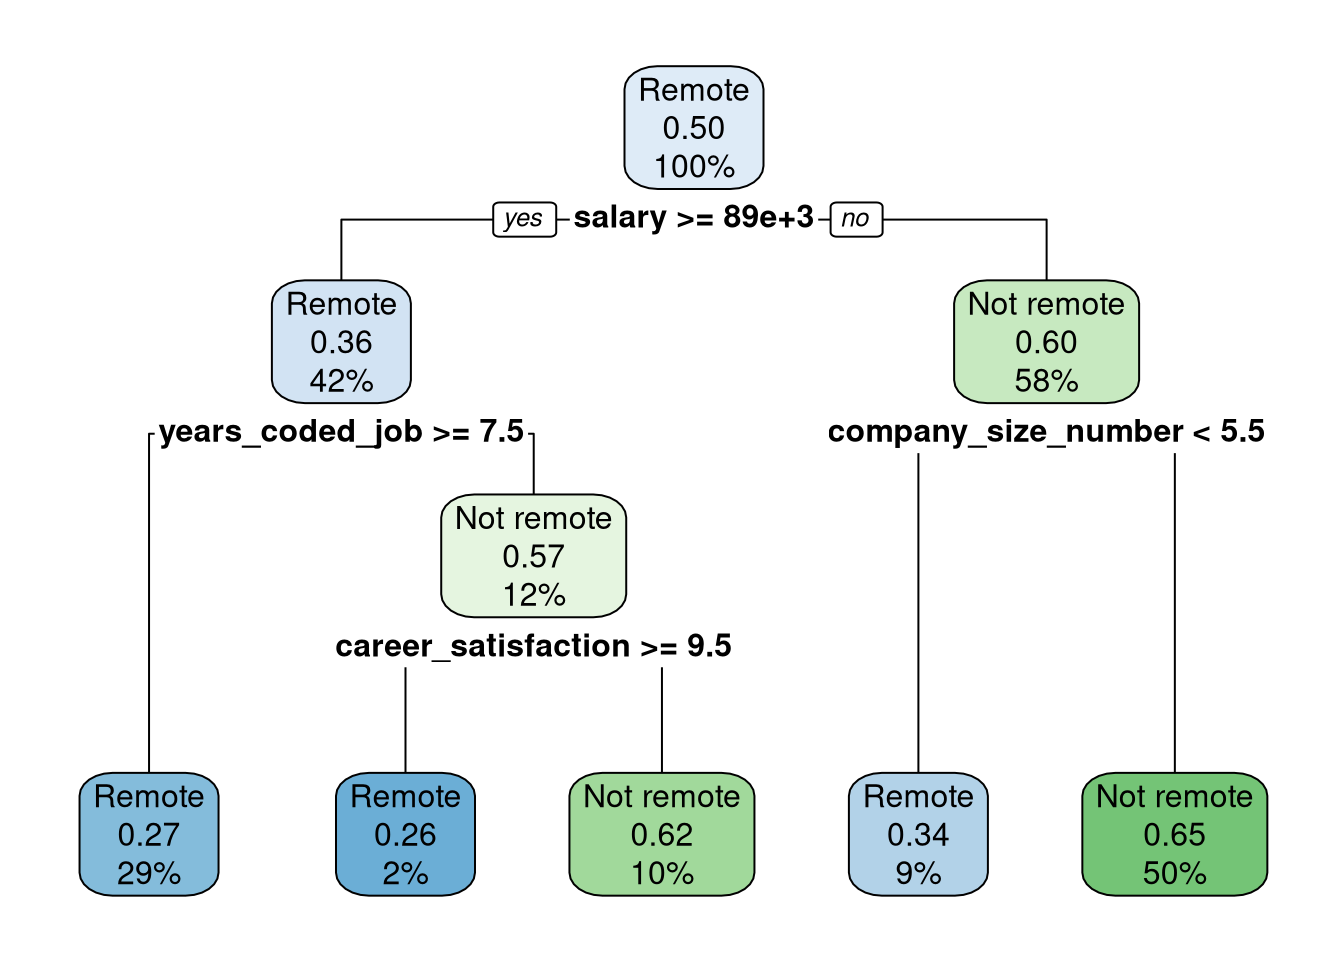 Remote
0.50
100%
yes salary >= 89e+3 no
Remote
0.36
42%
Not remote
0.60
58%
years_coded_job >= 7.5
company_size_number < 5.5
Not remote
0.57
12%
career_satisfaction >= 9.5
Remote
0.27
29%
Remote
0.26
2%
Not remote
0.62
10%
Remote
0.34
9%
Not remote
0.65
50%